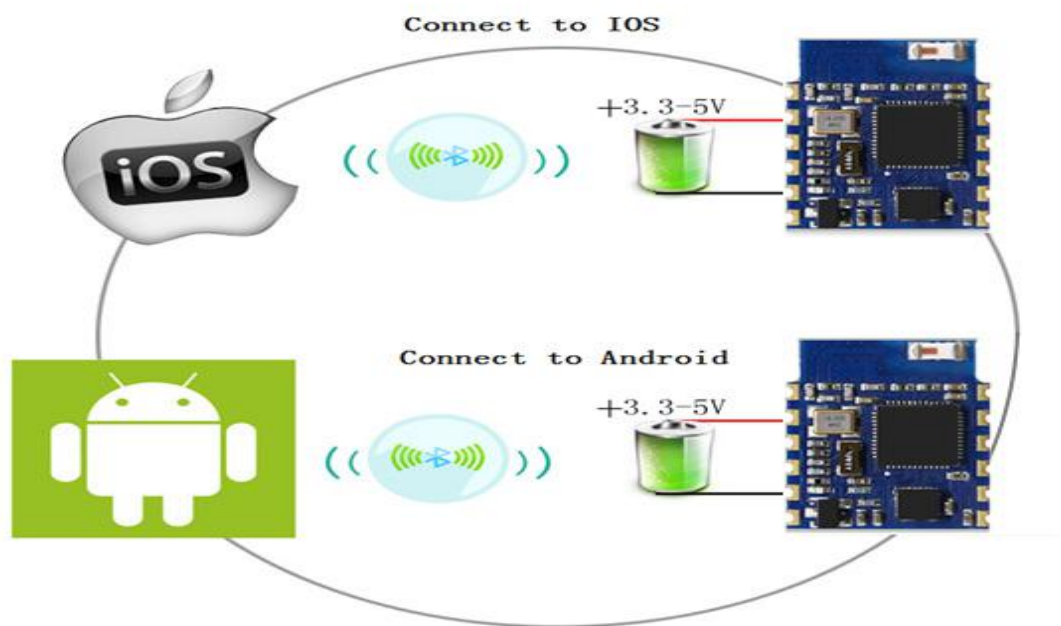 Connect to IOS
+3.3-5V
iOS
Connect to Android
+3.3-5V